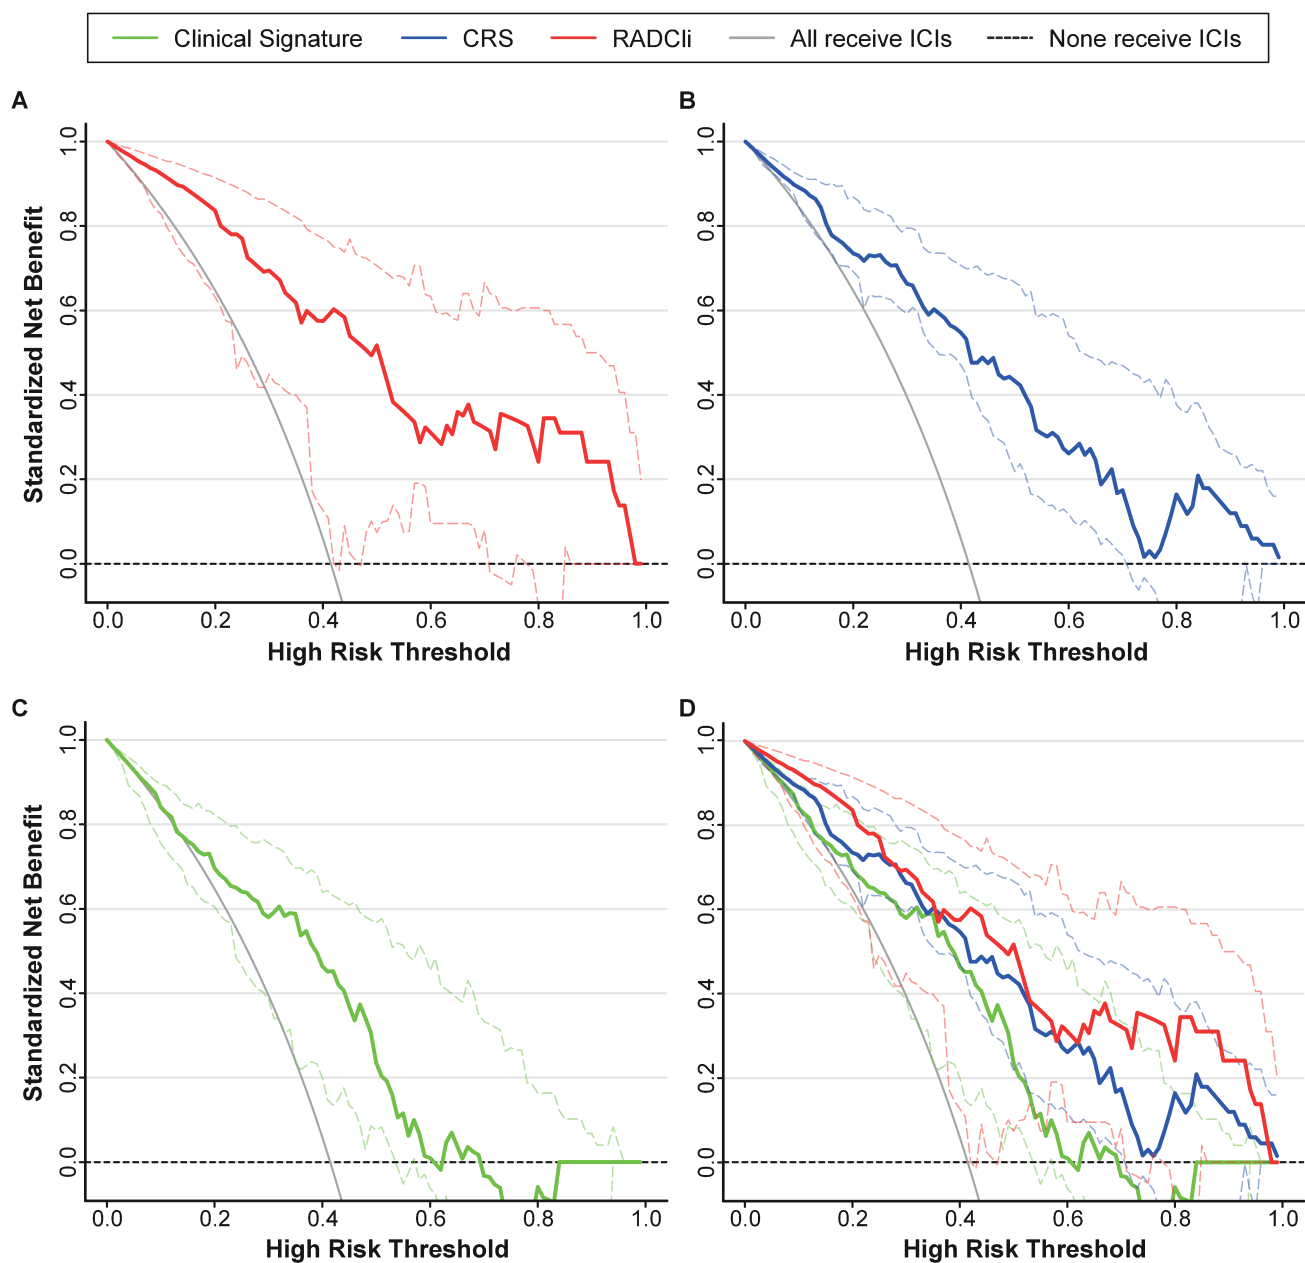 Clinical Signature CRS RADCli All receive ICIs None receive ICIs
A
B
1.0
0.8
0.6
0.4
0.2
0.0
Standardized Net Benefit
0.0 0.2 0.4 0.6 0.8 1.0
High Risk Threshold
1.0
0.8
0.6
0.4
0.2
0.0
Standardized Net Benefit
0.0 0.2 0.4 0.6 0.8 1.0
High Risk Threshold
C
D
1.0
0.8
0.6
0.4
0.2
0.0
Standardized Net Benefit
0.0 0.2 0.4 0.6 0.8 1.0
High Risk Threshold
1.0
0.8
0.6
0.4
0.2
0.0
Standardized Net Benefit
0.0 0.2 0.4 0.6 0.8 1.0
High Risk Threshold